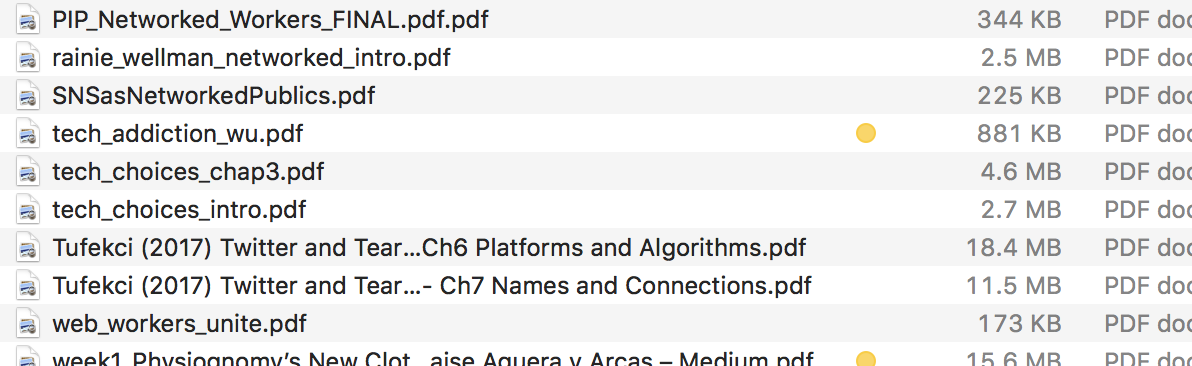 PIP_Networked_Workers_FINAL.pdf.pdf 344 KB PDF doc
rainie_wellman_networked_intro.pdf 2.5 MB PDF doc
SNSasNetworkedPublics.pdf 225 KB PDF doc
tech_addiction_wu.pdf 881 KB PDF doc
tech_choices_chap3.pdf 4.6 MB PDF doc
tech_choices_intro.pdf 2.7 MB PDF doc
Tufekci (2017) Twitter and Tear...Ch6 Platforms and Algorithms.pdf 18.4 MB PDF doc
Tufekci (2017) Twitter and Tear...- Ch7 Names and Connections.pdf 11.5 MB PDF doc
web_workers_unite.pdf 173 KB PDF doc
week1 Physiognomy’s New Clot...aise Aguera y Arcas – Medium.pdf 15.6 MB PDF doc